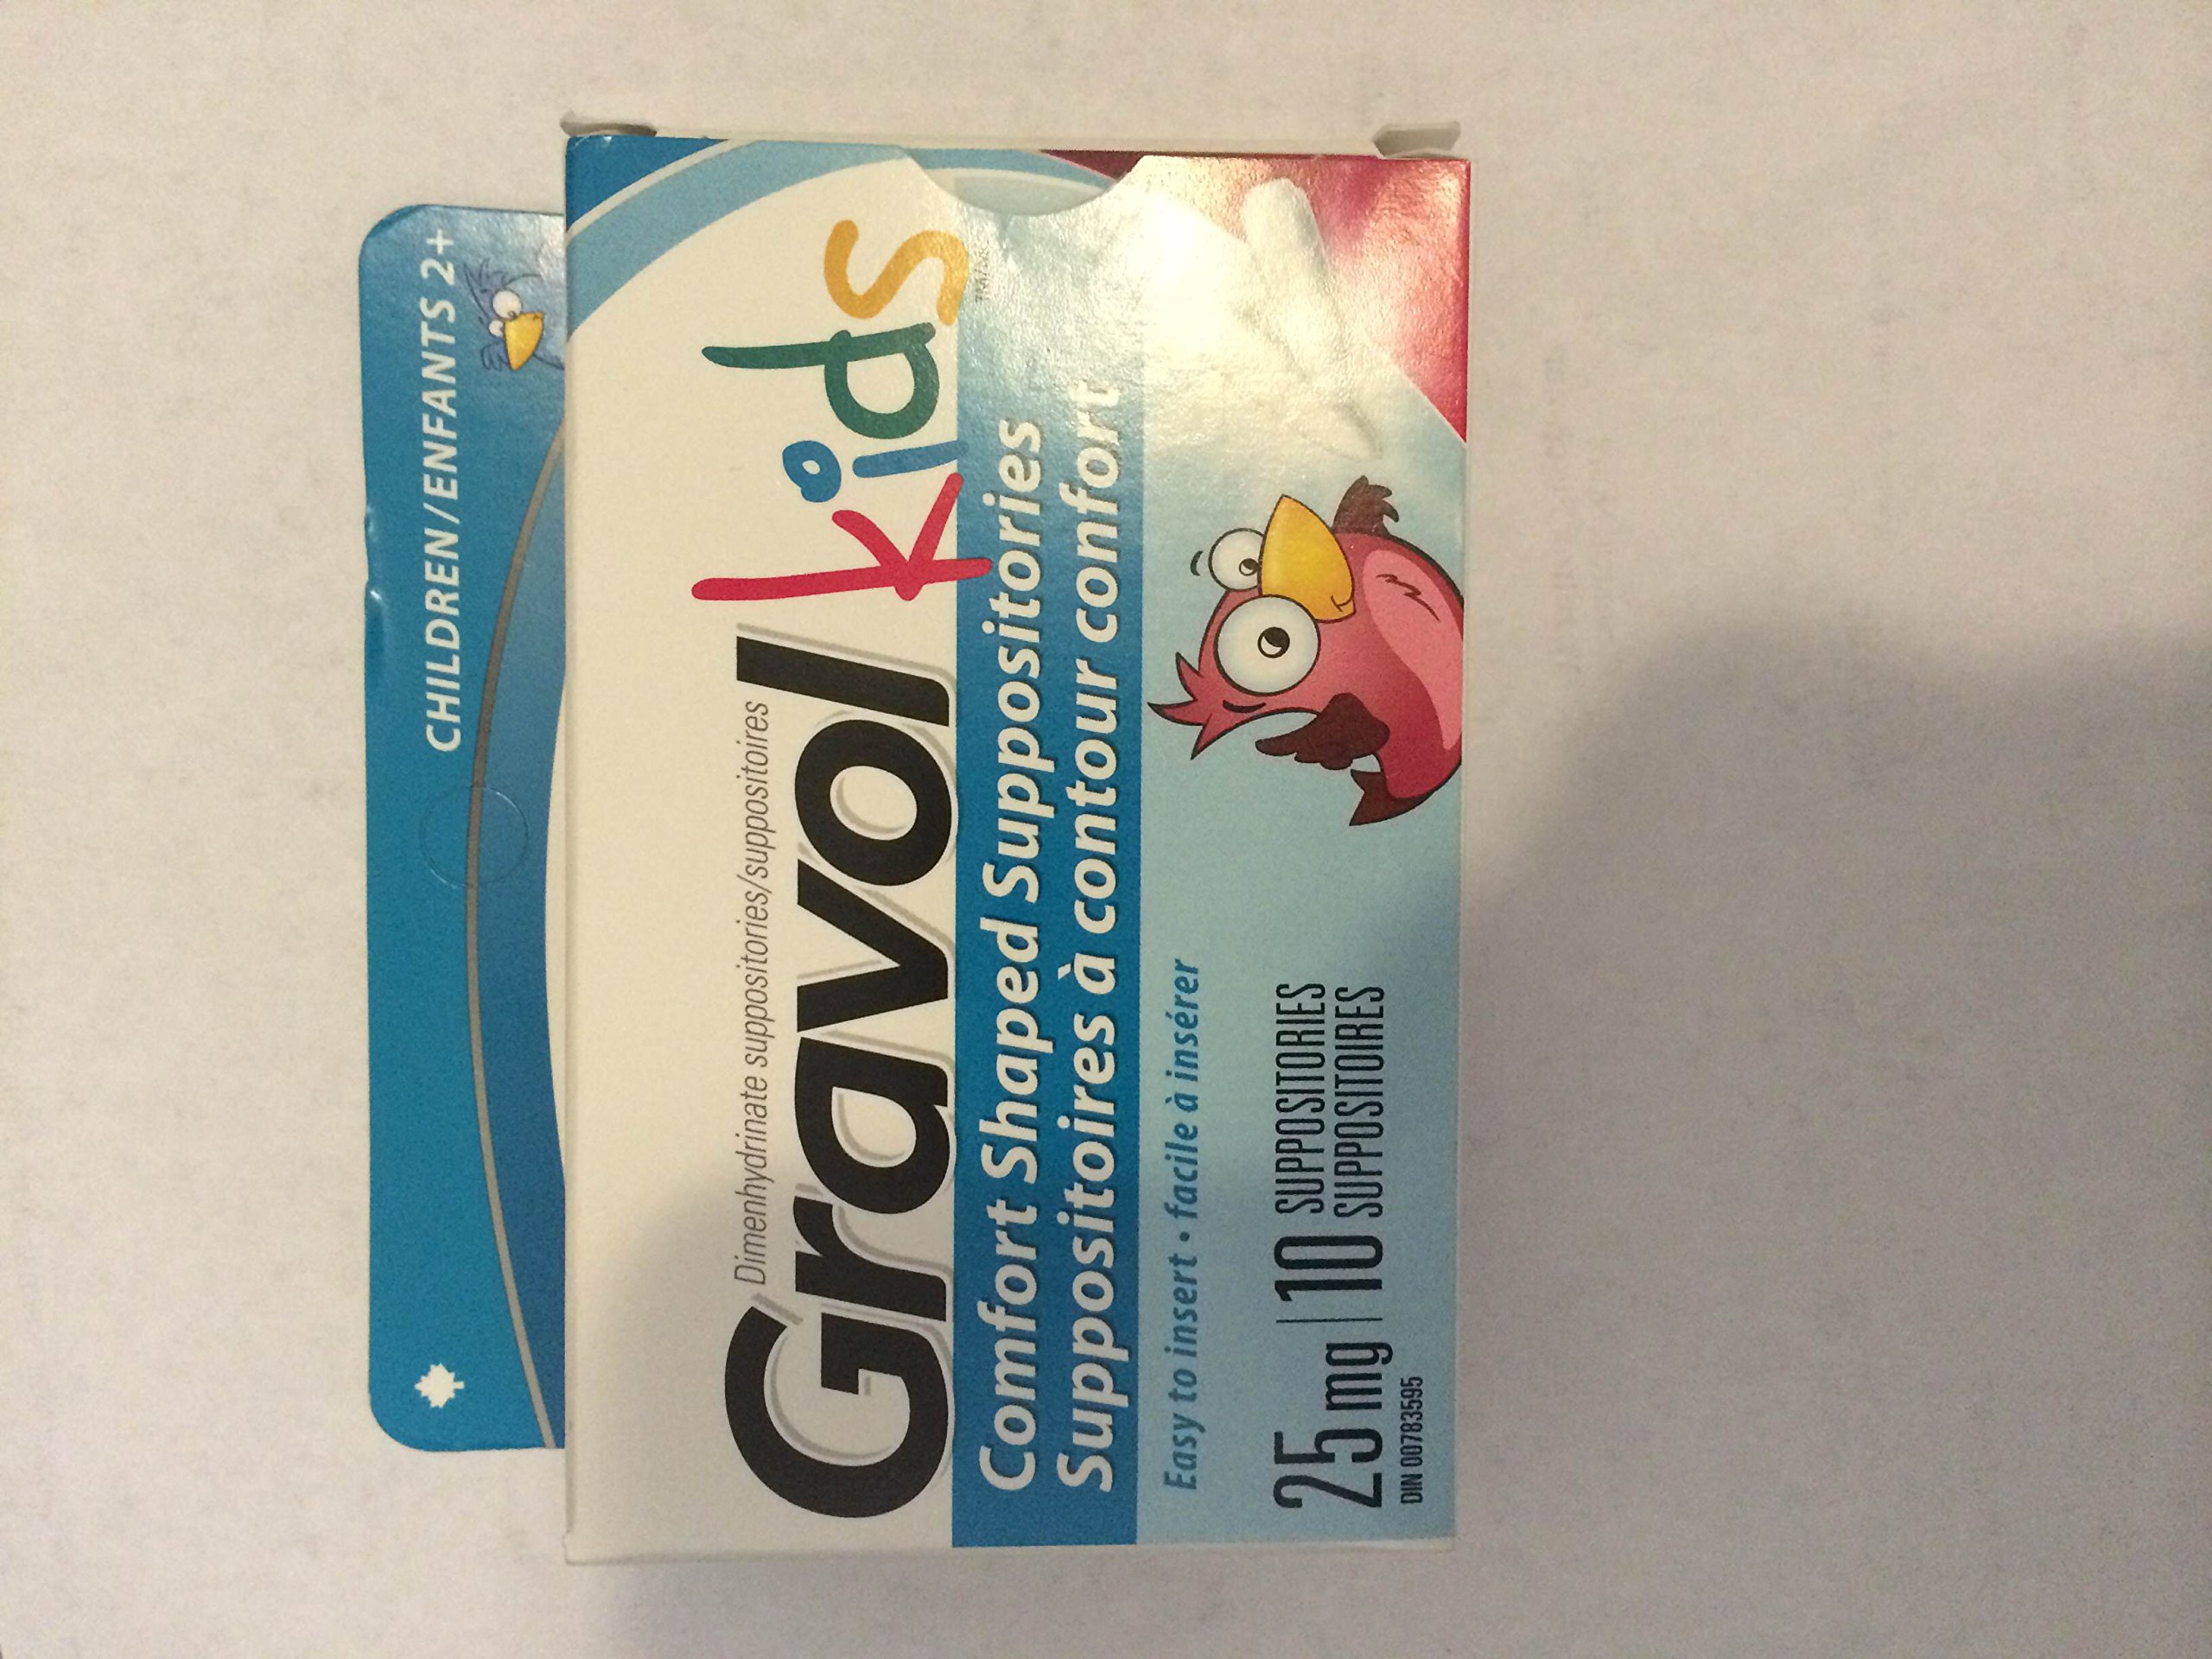 CHILDREN/ENFANTS 2+
Dimenhydrinate suppositories/suppositoires
Gravol kids
Comfort Shaped Suppositories
Suppositoires à contour confort
Easy to insert • facile à insérer
25 mg | 10 SUPPOSITORIES
10 SUPPOSITOIRES
DIN 00783595